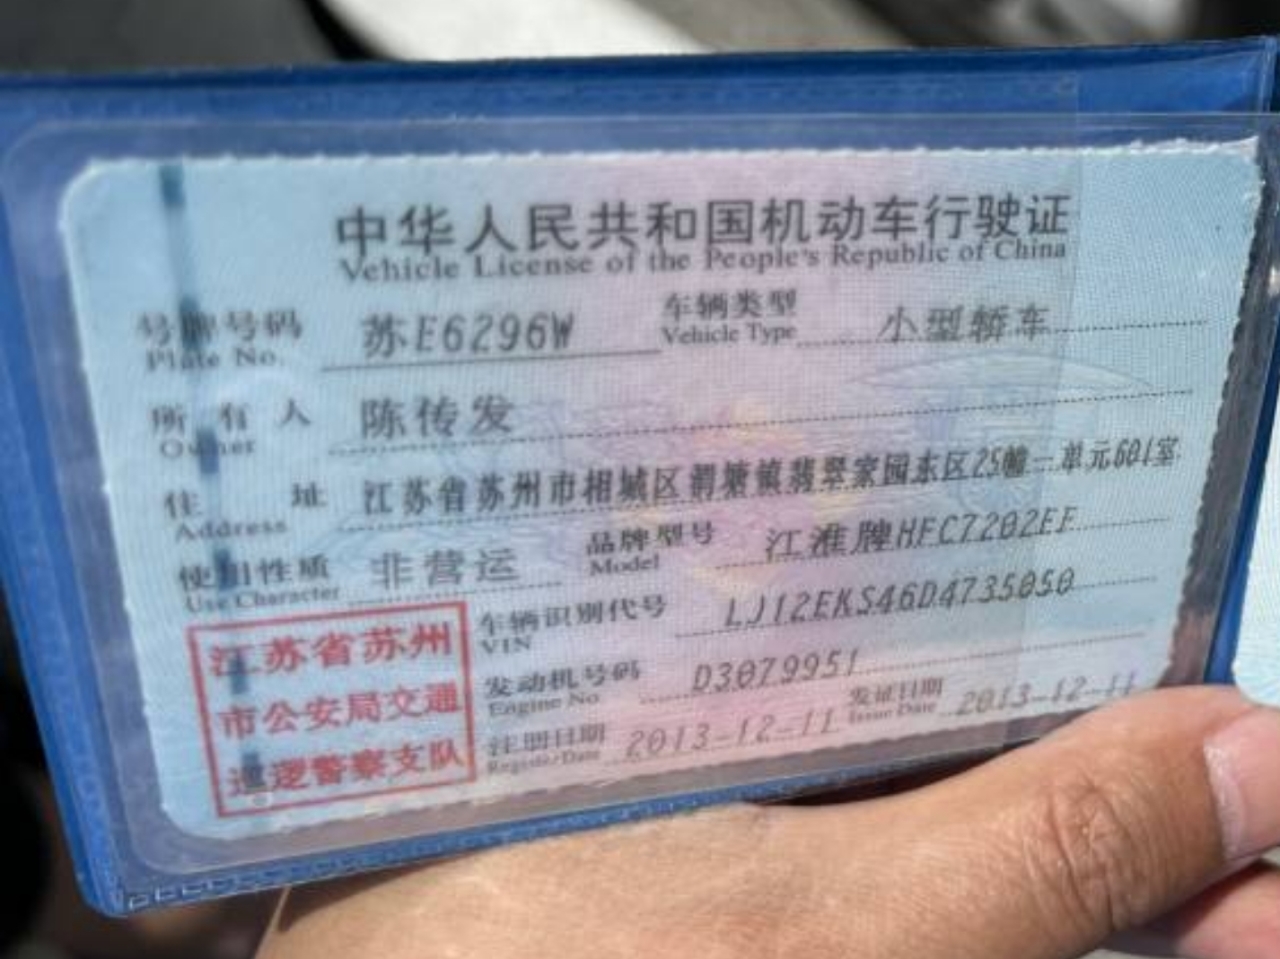 中华人民共和国机动车行驶证
Vehicle License of the People's Republic of China
号牌号码 苏E6296W 车辆类型 小型轿车
Plate No. Vehicle Type
所有人 陈传发
Owner
住址 江苏省苏州市相城区渭塘镇翡翠家园东区25幢一单元601室
Address
使用性质 非营运 品牌型号 江淮牌HFC7202EF
Use Character Model
车辆识别代号 LJ12EKS46D4735050
VIN
发动机号码 D3079951
Engine No.
注册日期 2013-12-11 发证日期 2013-12-11
Register Date Issue Date
江苏省苏州
市公安局交通
巡逻警察支队